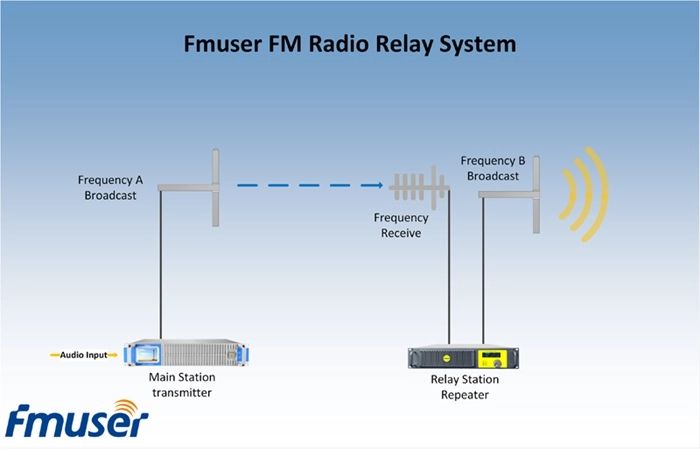 Fmuser FM Radio Relay System
Frequency A
Broadcast
Frequency B
Broadcast
Frequency
Receive
Audio Input
Main Station
transmitter
Relay Station
Repeater
Fmuser